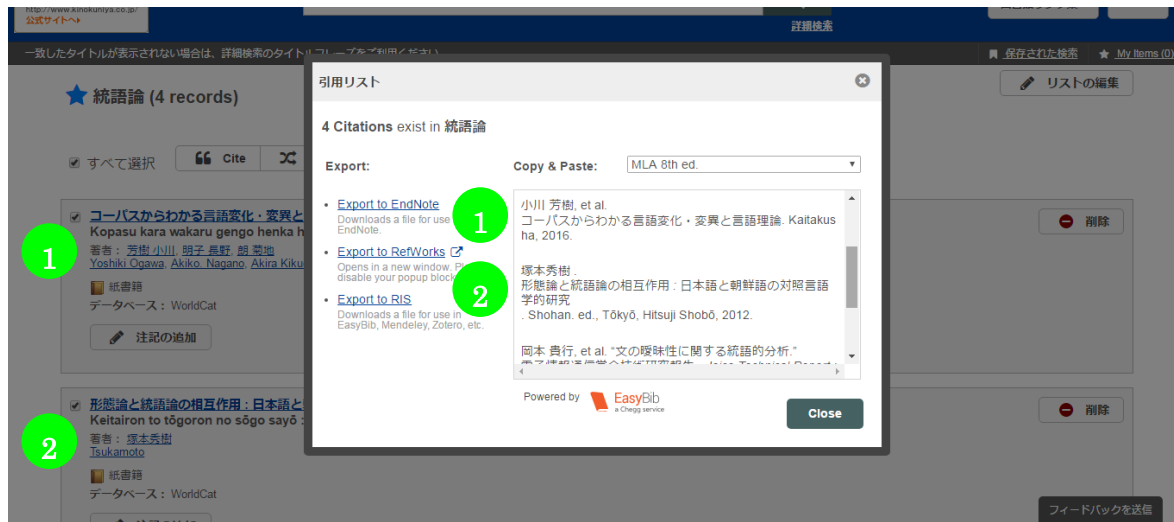 http://www.kinokuniya.co.jp/
公式サイトへ
詳細検索
一致したタイトルが表示されない場合は、詳細検索のタイトルフレーズをご利用ください
保存された検索
My Items (0)
統語論 (4 records)
リストの編集
すべて選択
Cite
コーパスからわかる言語変化・変異と
Kopasu kara wakaru gengo henka h
著者： 芳樹 小川, 明子 長野, 朗 菊地
Yoshiki Ogawa, Akiko. Nagano, Akira Kiku
紙書籍
データベース： WorldCat
注記の追加
削除
1
形態論と統語論の相互作用 : 日本語と
Keitairon to tōgoron no sōgo sayō :
著者： 塚本秀樹
Tsukamoto
紙書籍
データベース： WorldCat
削除
2
引用リスト
4 Citations exist in 統語論
Export:
Export to EndNote
Downloads a file for use
EndNote.
Export to RefWorks
Opens in a new window. Pl
disable your popup block
Export to RIS
Downloads a file for use in
EasyBib, Mendeley, Zotero, etc.
Copy & Paste:
MLA 8th ed.
1
小川 芳樹, et al.
コーパスからわかる言語変化・変異と言語理論. Kaitakus
ha, 2016.
2
塚本秀樹 .
形態論と統語論の相互作用 : 日本語と朝鮮語の対照言語
学的研究
. Shohan. ed., Tōkyō, Hitsuji Shobō, 2012.
岡本 貴行, et al. "文の曖昧性に関する統語的分析."
Powered by
EasyBib
a Chegg service
Close
フィードバックを送信